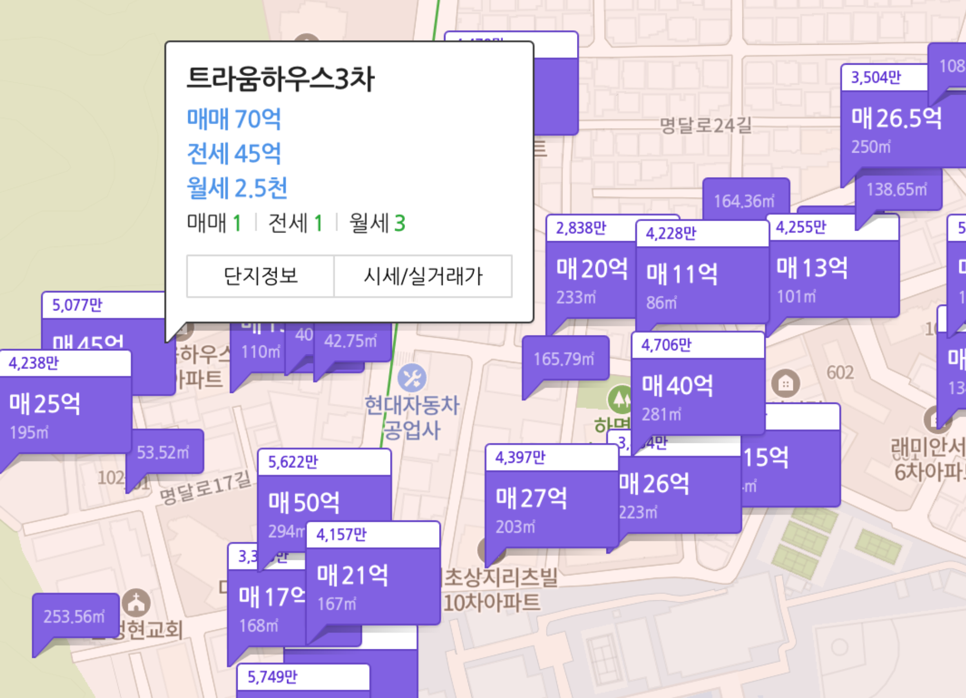 트라움하우스3차
매매 70억
전세 45억
월세 2.5천
매매 1 전세 1 월세 3
단지정보 시세/실거래가
명달로24길
3,504만
매 26.5억
250㎡
108
138.65㎡
164.36㎡
2,838만
매 20억
233㎡
4,228만
매 11억
86㎡
4,255만
매 13억
101㎡
5,077만
매 45억
4,238만
매 25억
195㎡
110㎡
40
42.75㎡
현대자동차
공업사
165.79㎡
4,706만
매 40억
281㎡
602
래미안서
6차아파
53.52㎡
명달로17길
5,622만
매 50억
294㎡
4,397만
매 27억
203㎡
매 26억
223㎡
15억
4,157만
매 21억
167㎡
매 17억
168㎡
초상지리츠빌
10차아파트
253.56㎡
현교회
5,749만